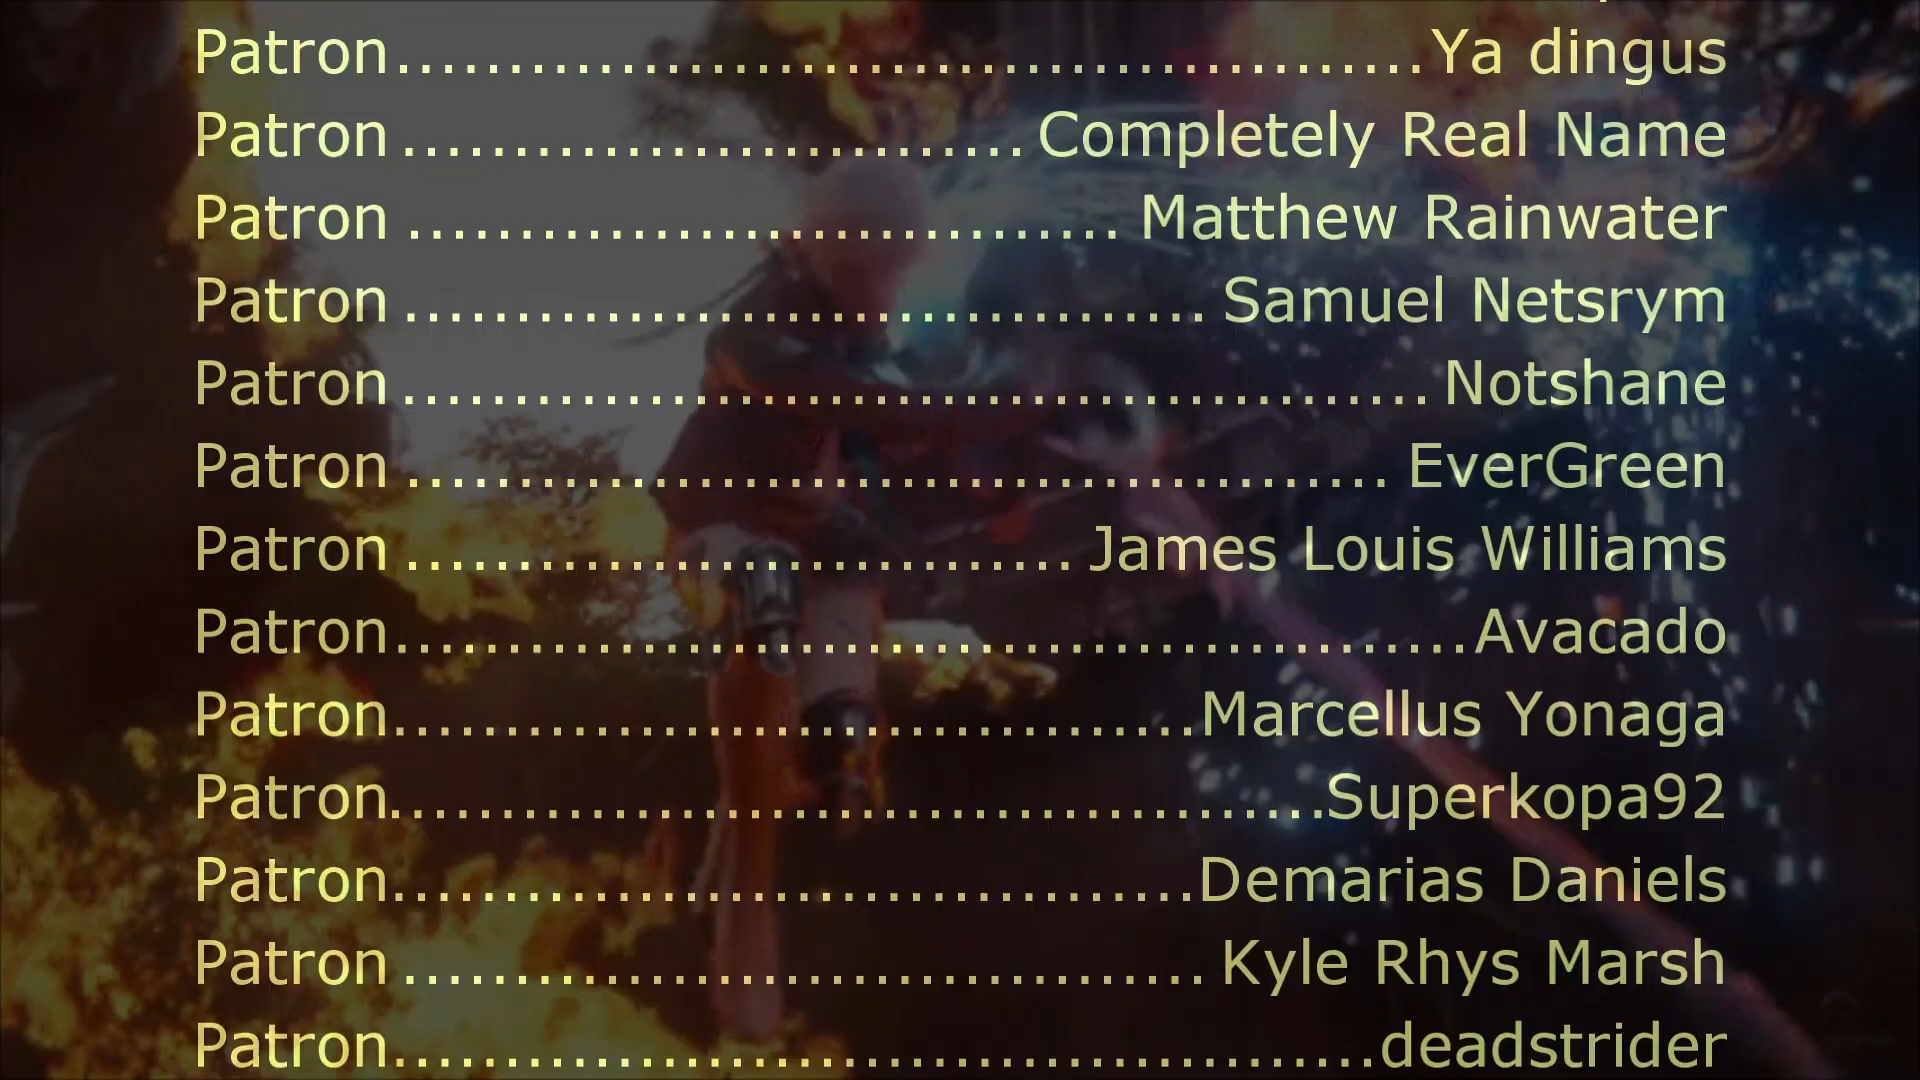 Patron.............................................Ya dingus
Patron ............................ Completely Real Name
Patron ................................ Matthew Rainwater
Patron .................................... Samuel Netsrym
Patron .............................................. Notshane
Patron ............................................ EverGreen
Patron .............................. James Louis Williams
Patron................................................Avacado
Patron....................................Marcellus Yonaga
Patron..........................................Superkopa92
Patron....................................Demarias Daniels
Patron .................................... Kyle Rhys Marsh
Patron............................................deadstrider